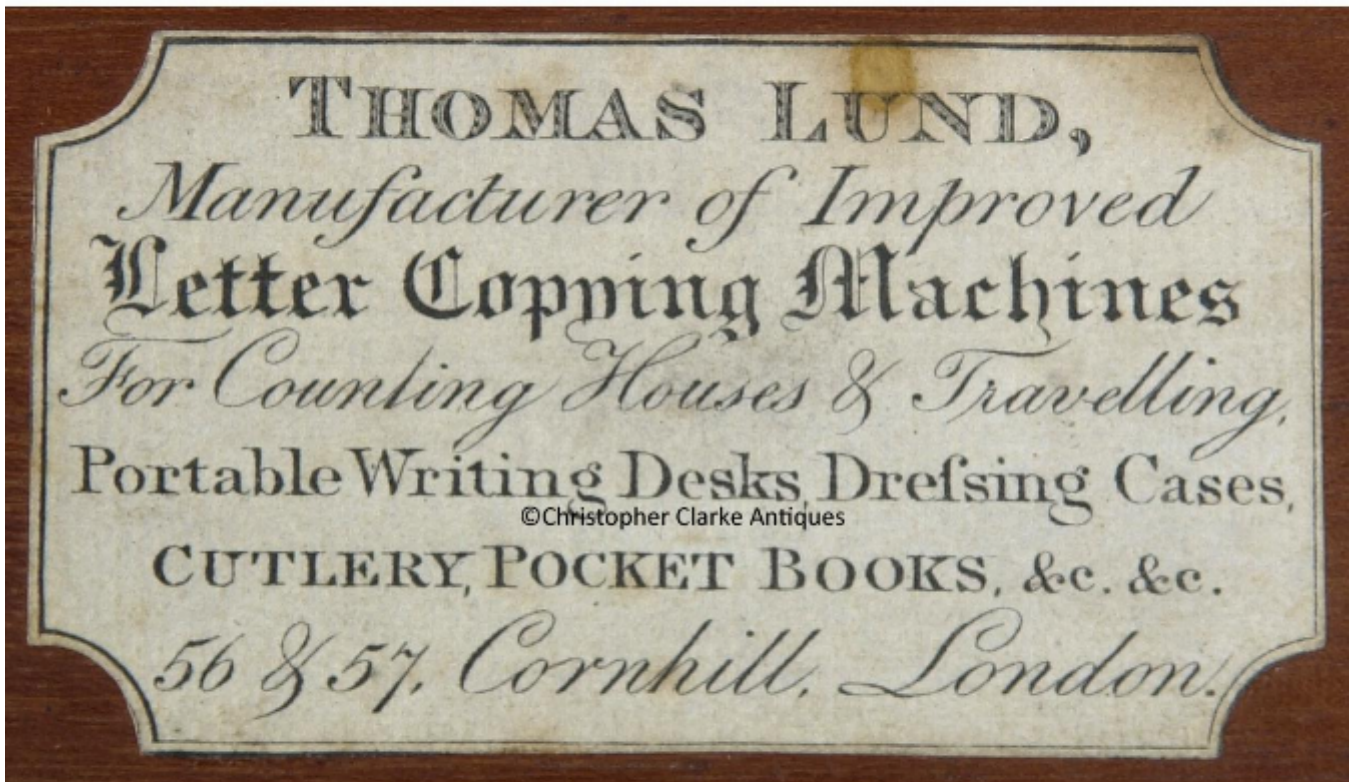 THOMAS LUND,
Manufacturer of Improved
Letter Copying Machines
For Counting Houses & Travelling,
Portable Writing Desks, Dreſsing Cases,
©Christopher Clarke Antiques
CUTLERY, POCKET BOOKS, &c. &c.
56 & 57, Cornhill, London.